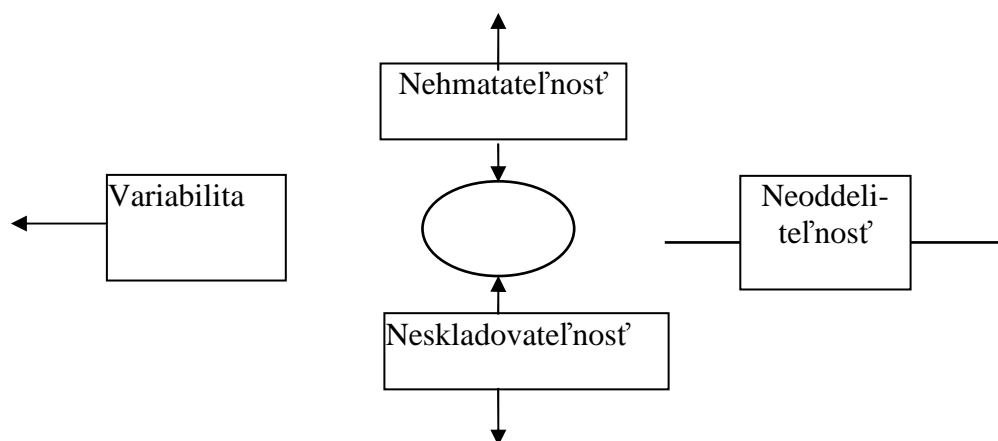 Nehmatateľnosť
Variabilita
Neoddeli-
teľnosť
Neskladovateľnosť